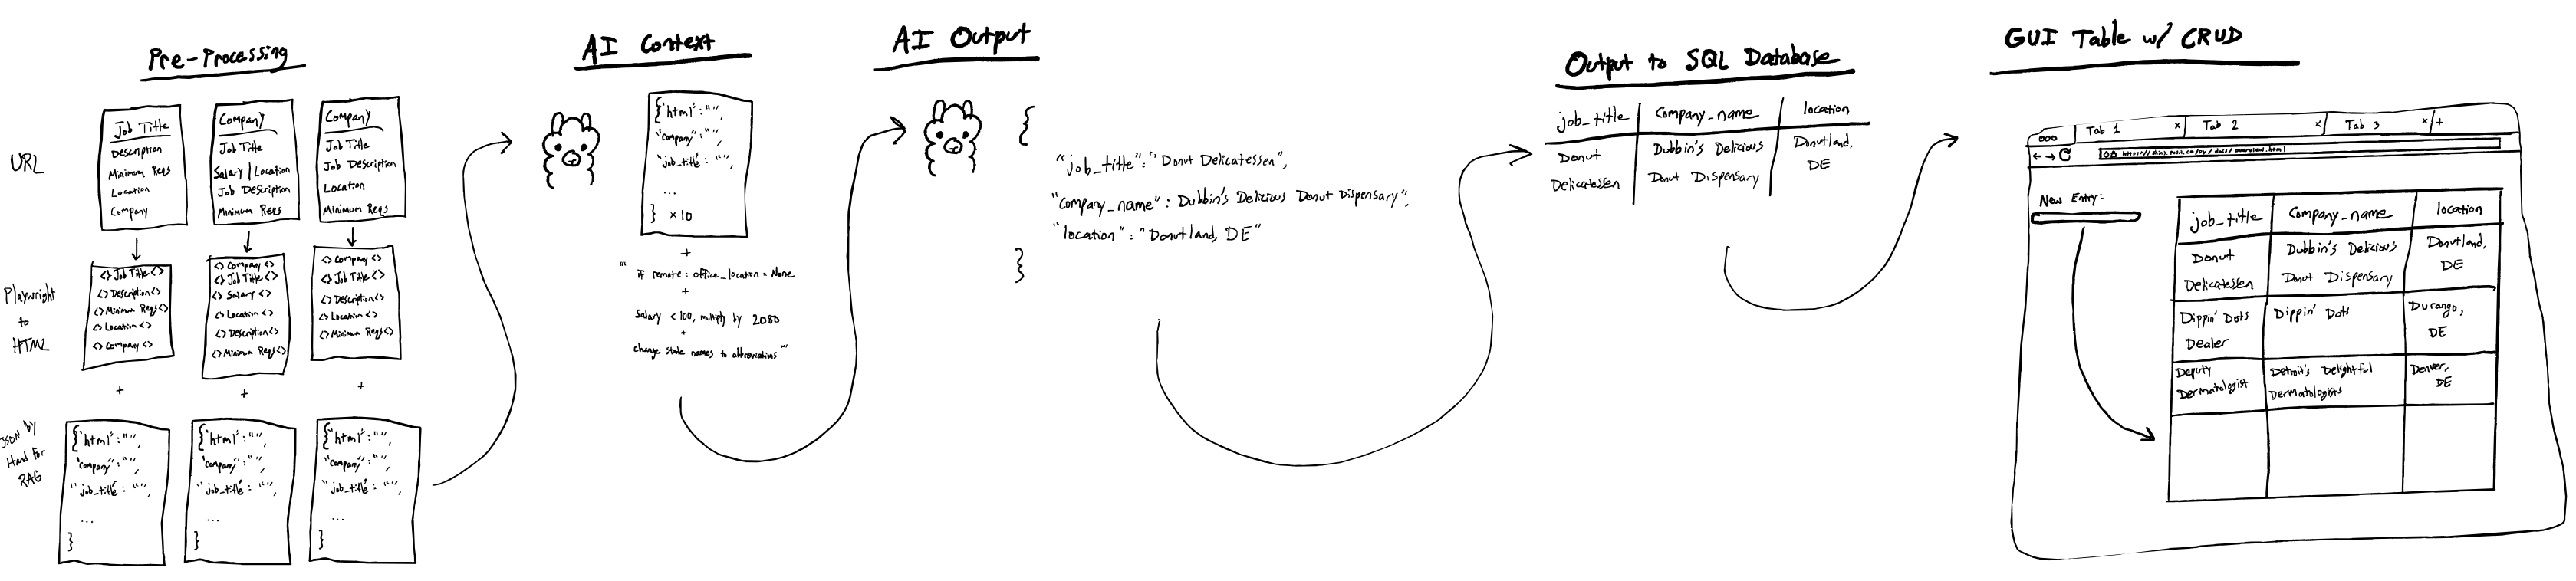 Pre-Processing
URL
Job Title
Description
Minimum Reqs
Location
Company
Company
Job Title
Salary | Location
Job Description
Minimum Reqs
Company
Job Title
Job Description
Location
Minimum Reqs
Playwright
to
HTML
<> Job Title <>
<> Description <>
<> Minimum Reqs <>
<> Location <>
<> Company <>
<> Company <>
<> Job Title <>
<> Salary <>
<> Location <>
<> Description <>
<> Minimum Reqs <>
<> Company <>
<> Job Title <>
<> Description <>
<> Location <>
<> Minimum Reqs <>
+
+
+
JSON by
Hand For
RAG
{"html":"",
"company":"",
"job_title": "",
...
}
{"html":"",
"company":"",
"job_title": "",
...
}
{"html":"",
"company":"",
"job_title": "",
...
}
AI Context
{"html":"",
"company":"",
"job_title": "",
...
} x10
+
"" if remote: office_location = None
+
Salary < 100, multiply by 2080
+
change state names to abbreviations ""
AI Output
{
"job_title":"Donut Delicatessen",
"Company_name": Dubbin's Delicious Donut Dispensary",
"location": "Donutland, DE"
}
Output to SQL Database
job_title Company_name location
Donut
Delicatessen
Dubbin's Delicious
Donut Dispensary
Donutland,
DE
GUI Table w/ CRUD
Tab 1 x Tab 2 x Tab 3 x +
New Entry:
job_title Company_name location
Donut
Delicatessen
Dubbin's Delicious
Donut Dispensary
Donutland,
DE
Dippin' Dots
Dealer
Dippin' Dots
Durango,
DE
Deputy
Dermatologist
Detroit's Delightful
Dermatologists
Denver,
DE